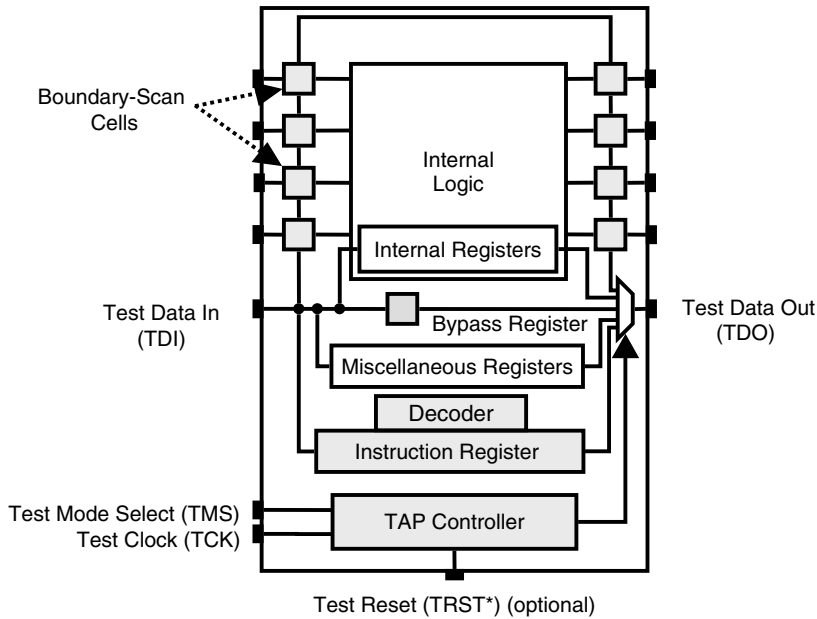 Boundary-Scan
Cells
Internal
Logic
Internal Registers
Test Data In
(TDI)
Bypass Register
Test Data Out
(TDO)
Miscellaneous Registers
Decoder
Instruction Register
Test Mode Select (TMS)
Test Clock (TCK)
TAP Controller
Test Reset (TRST*) (optional)